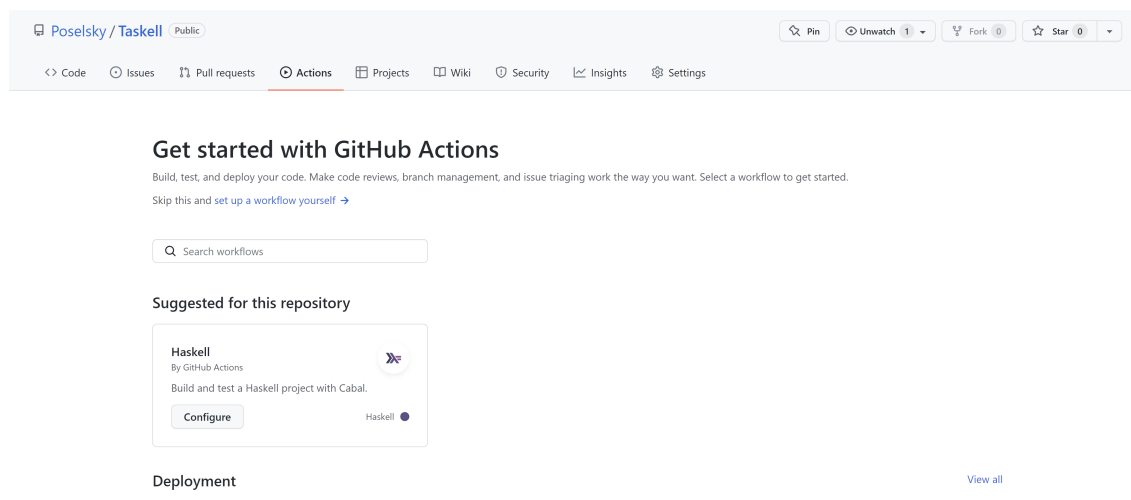 Poselsky / Taskell Public
Pin
Unwatch 1
Fork 0
Star 0
Code
Issues
Pull requests
Actions
Projects
Wiki
Security
Insights
Settings
Get started with GitHub Actions
Build, test, and deploy your code. Make code reviews, branch management, and issue triaging work the way you want. Select a workflow to get started.
Skip this and set up a workflow yourself →
Search workflows
Suggested for this repository
Haskell
By GitHub Actions
Build and test a Haskell project with Cabal.
Configure
Haskell
Deployment
View all